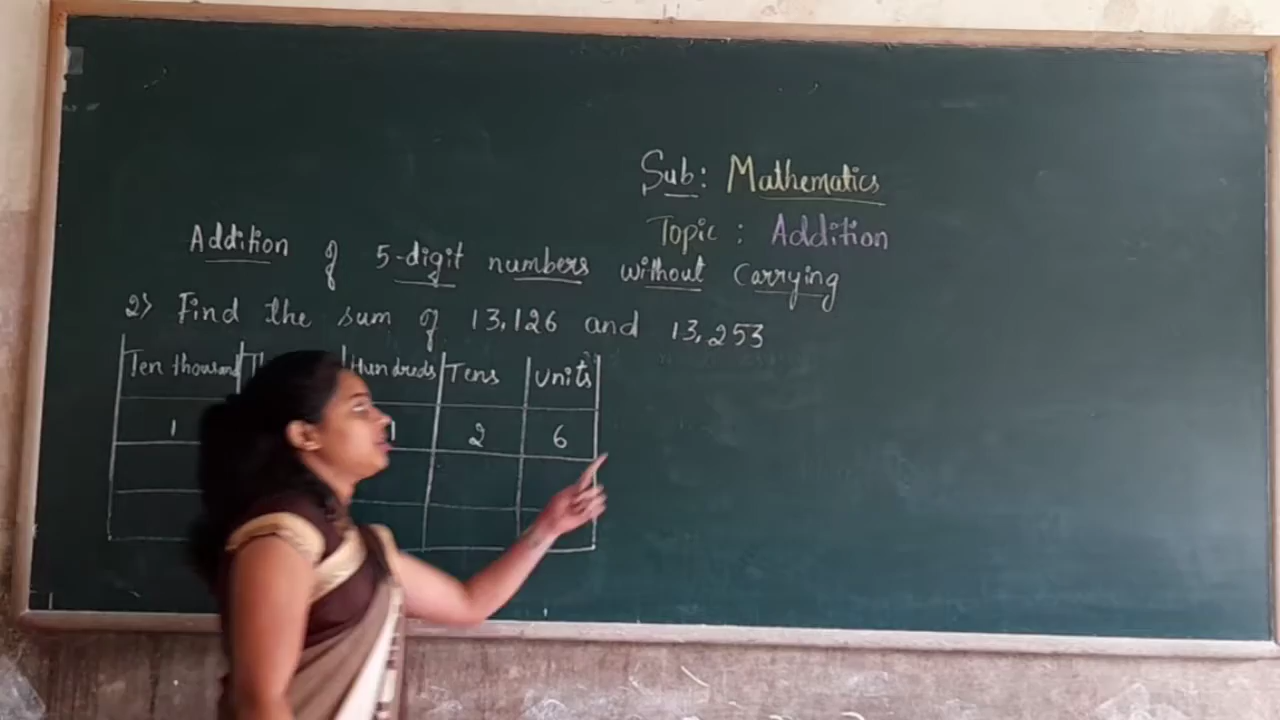 Sub: Mathematics
Topic: Addition
Addition of 5-digit numbers without Carrying
2) Find the sum of 13,126 and 13,253
Ten thousand Hundreds Tens Units
1 1 2 6